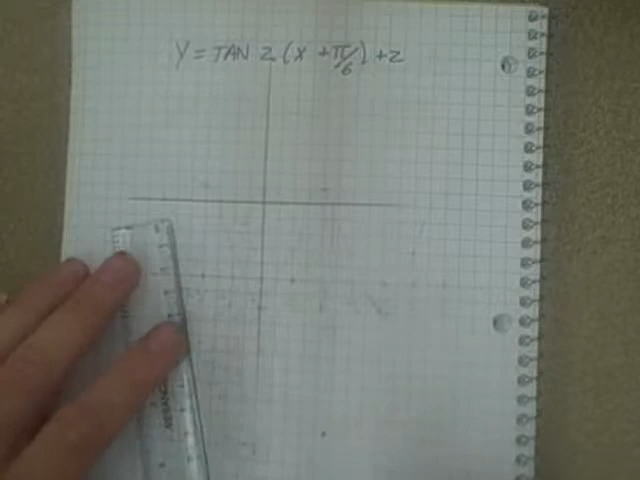 y = TAN 2 (x + π/6) + 2